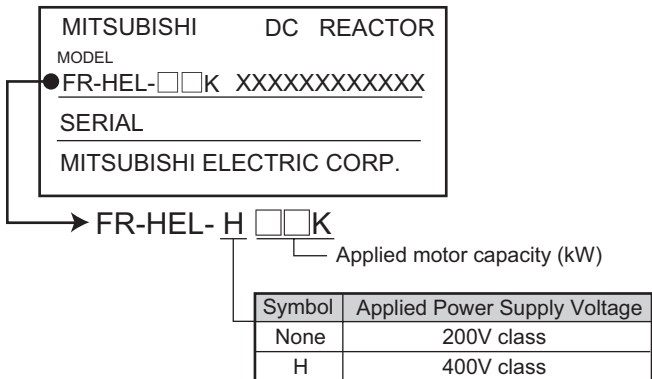 MITSUBISHI DC REACTOR
MODEL
FR-HEL-□□K XXXXXXXXXXXX
SERIAL
MITSUBISHI ELECTRIC CORP.
FR-HEL- H □□K
Applied motor capacity (kW)
Symbol Applied Power Supply Voltage
None 200V class
H 400V class